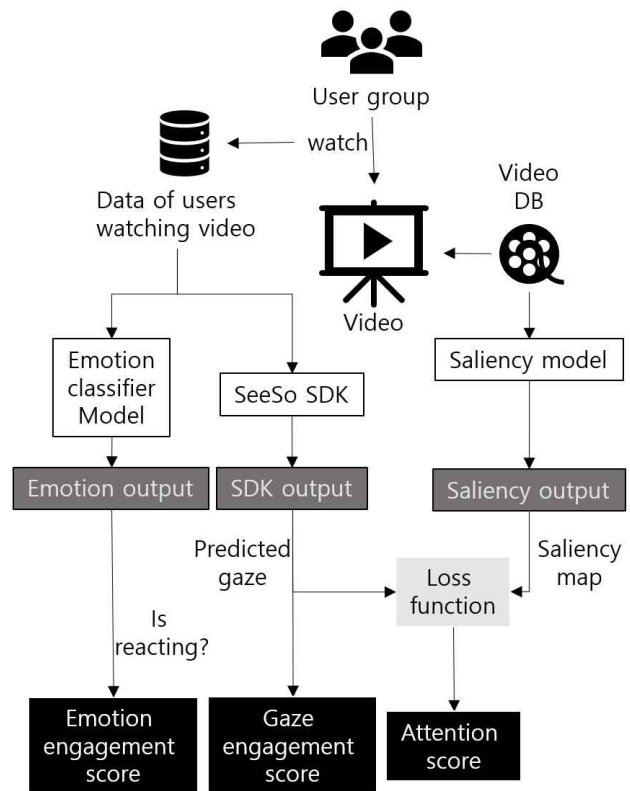 User group
watch
Video
DB
Data of users
watching video
Video
Emotion
classifier
Model
SeeSo SDK
Saliency model
Emotion output
SDK output
Saliency output
Predicted
gaze
Loss
function
Saliency
map
Is
reacting?
Emotion
engagement
score
Gaze
engagement
score
Attention
score